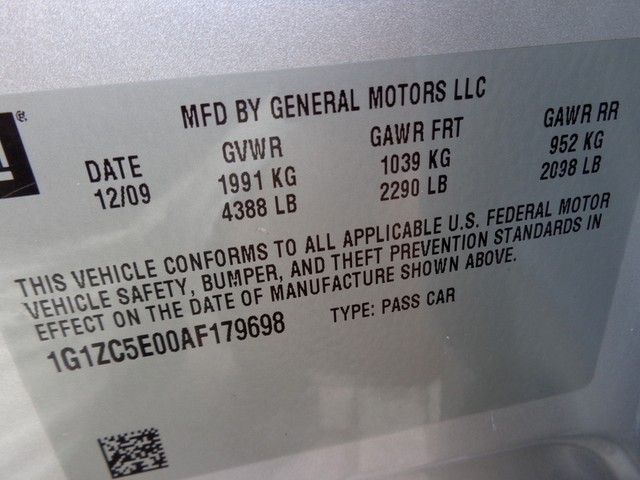 MFD BY GENERAL MOTORS LLC
DATE GVWR GAWR FRT GAWR RR
12/09 1991 KG 1039 KG 952 KG
4388 LB 2290 LB 2098 LB
THIS VEHICLE CONFORMS TO ALL APPLICABLE U.S. FEDERAL MOTOR
VEHICLE SAFETY, BUMPER, AND THEFT PREVENTION STANDARDS IN
EFFECT ON THE DATE OF MANUFACTURE SHOWN ABOVE.
1G1ZC5E00AF179698 TYPE: PASS CAR